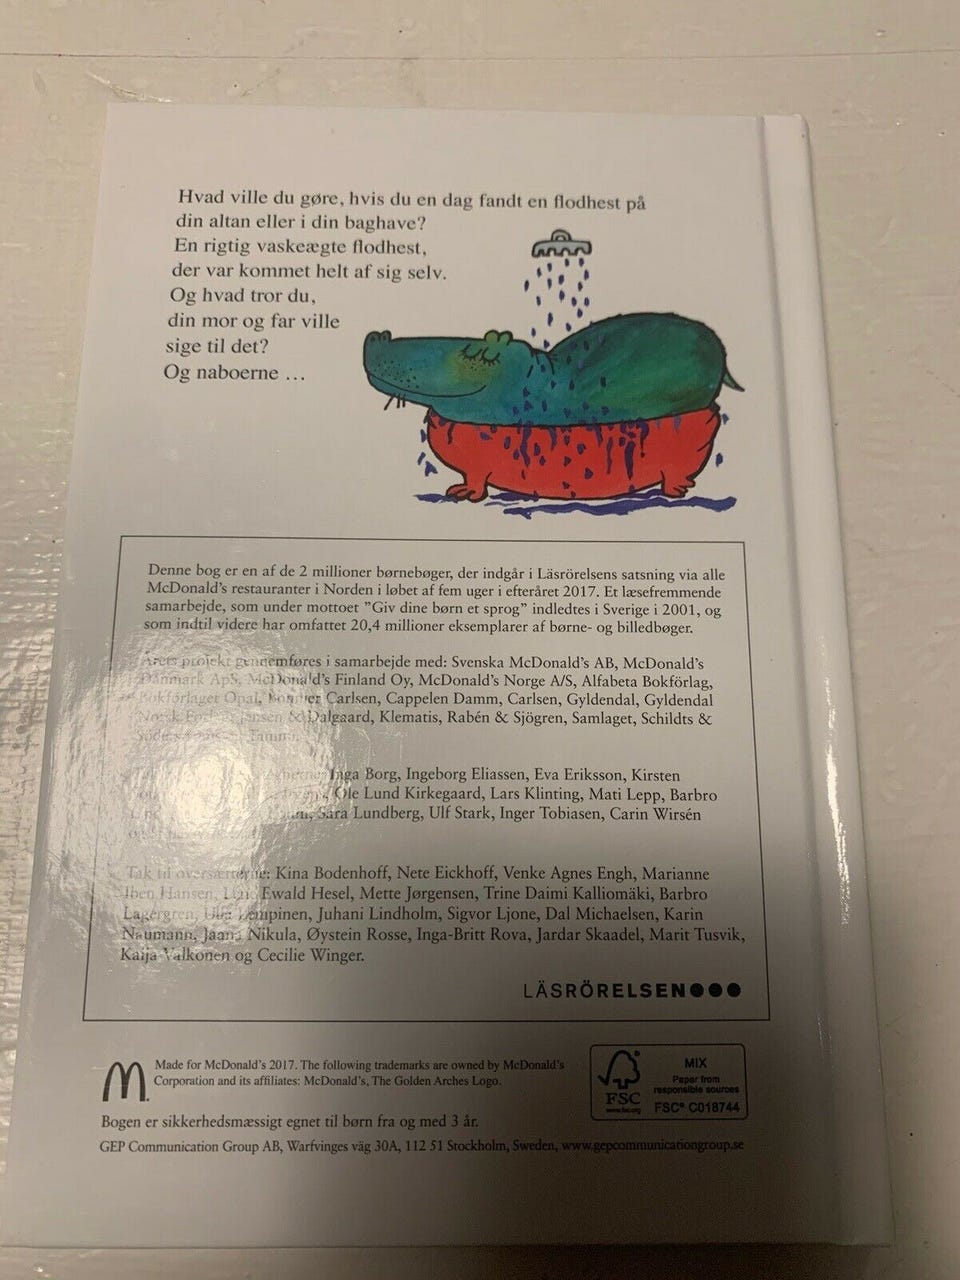 Hvad ville du gøre, hvis du en dag fandt en flodhest på
din altan eller i din baghave?
En rigtig vaskeægte flodhest,
der var kommet helt af sig selv.
Og hvad tror du,
din mor og far ville
sige til det?
Og naboerne ...
Denne bog er en af de 2 millioner børnebøger, der indgår i Läsrörelsens satsning via alle
McDonald's restauranter i Norden i løbet af fem uger i efteråret 2017. Et læsefremmende
samarbejde, som under mottoet ”Giv dine børn et sprog” indledtes i Sverige i 2001, og
som indtil videre har omfattet 20,4 millioner eksemplarer af børne- og billedbøger.
Årets projekt gennemføres i samarbejde med: Svenska McDonald's AB, McDonald's
Danmark ApS, McDonald's Finland Oy, McDonald's Norge A/S, Alfabeta Bokförlag,
Bokförlaget Opal, Bonnier Carlsen, Cappelen Damm, Carlsen, Gyldendal, Gyldendal
Norsk Jensen & Dalgaard, Klematis, Rabén & Sjögren, Samlaget, Schildts &
Inga Borg, Ingeborg Eliassen, Eva Eriksson, Kirsten
Ole Lund Kirkegaard, Lars Klinting, Mati Lepp, Barbro
Sara Lundberg, Ulf Stark, Inger Tobiasen, Carin Wirsén
Tak til oversætterne: Kina Bodenhoff, Nete Eickhoff, Venke Agnes Engh, Marianne
Iben Hansen, Ewald Hesel, Mette Jørgensen, Trine Daimi Kalliomäki, Barbro
Lagergren, Lempinen, Juhani Lindholm, Sigvor Ljone, Dal Michaelsen, Karin
Naumann, Jaana Nikula, Øystein Rosse, Inga-Britt Rova, Jardar Skaadel, Marit Tusvik,
Kaija Valkonen og Cecilie Winger.
LÄSRÖRELSEN●●●
Made for McDonald's 2017. The following trademarks are owned by McDonald's
Corporation and its affiliates: McDonald's, The Golden Arches Logo.
Bogen er sikkerhedsmæssigt egnet til børn fra og med 3 år.
GEP Communication Group AB, Warfvinges väg 30A, 112 51 Stockholm, Sweden, www.gepcommunicationgroup.se
FSC
www.fsc.org
MIX
Paper from
responsible sources
FSC® C018744